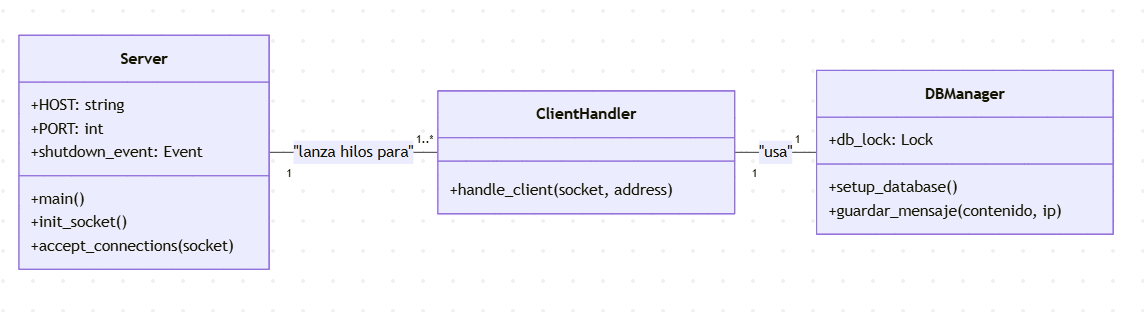 Server
+HOST: string
+PORT: int
+shutdown_event: Event
+main()
+init_socket()
+accept_connections(socket)
1
"lanza hilos para"
1..*
ClientHandler
+handle_client(socket, address)
1
"usa"
1
DBManager
+db_lock: Lock
+setup_database()
+guardar_mensaje(contenido, ip)